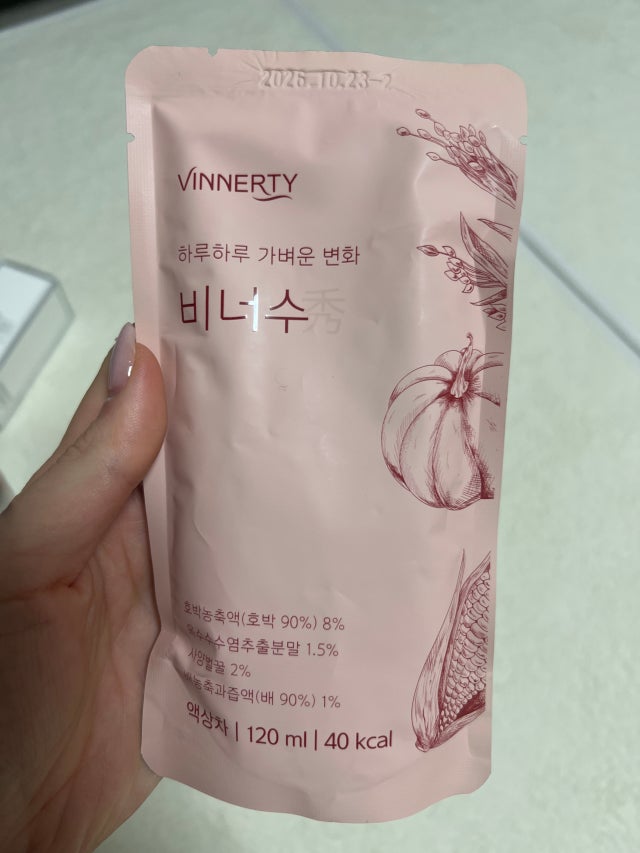 2026.10.23-2
VINNERTY
하루하루 가벼운 변화
비너수秀
호박농축액(호박 90%) 8%
옥수수수염추출분말 1.5%
사양벌꿀 2%
배농축과즙액(배 90%) 1%
액상차 | 120 ml | 40 kcal